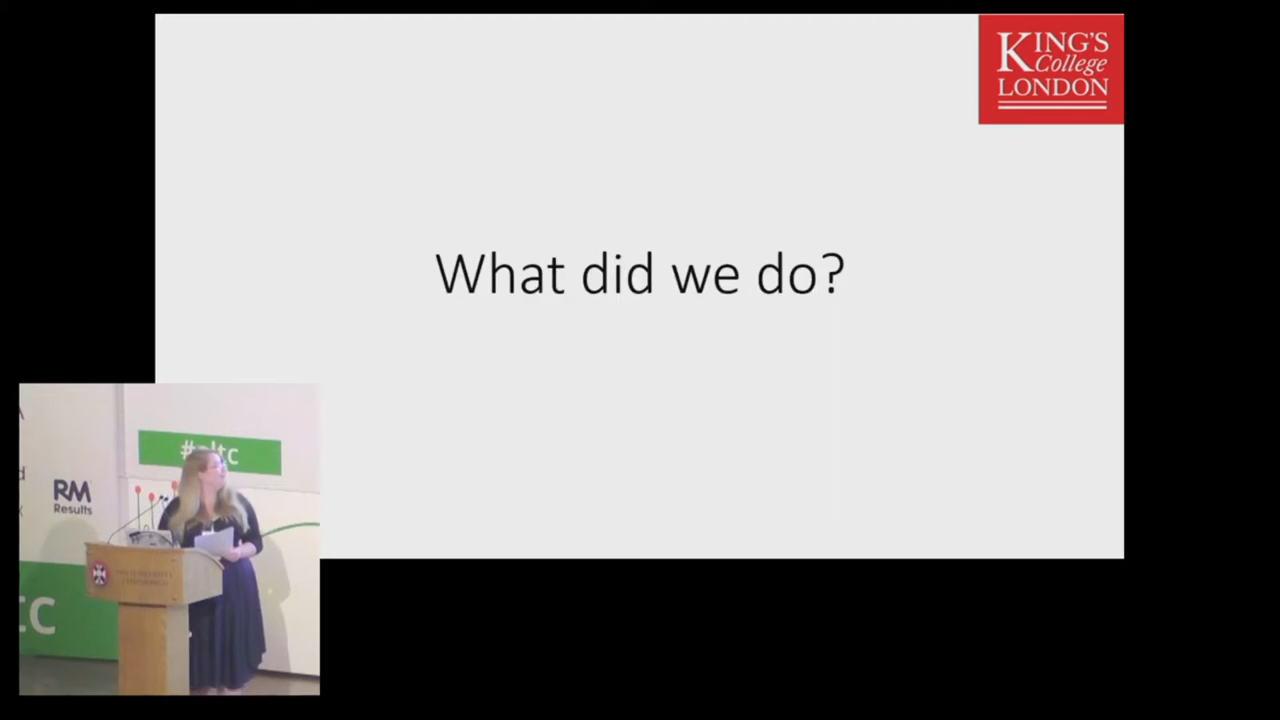 KING'S
College
LONDON
What did we do?
RM
Results